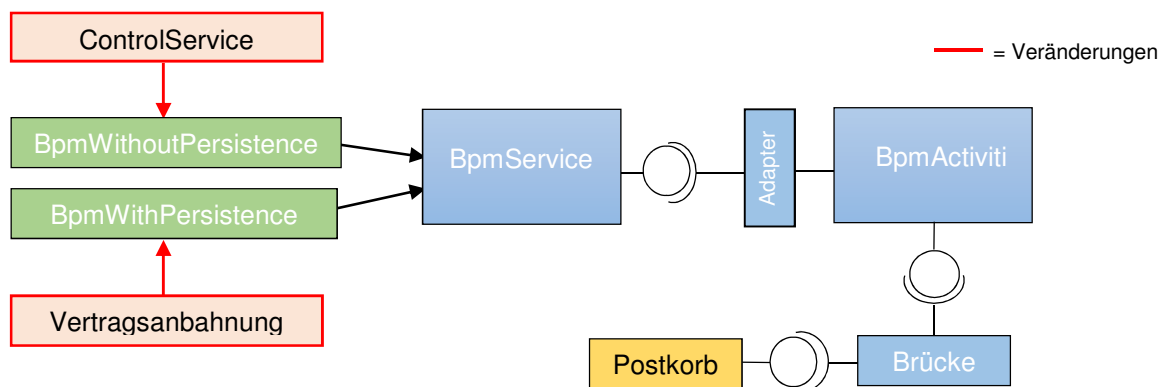 ControlService
= Veränderungen
BpmWithoutPersistence
BpmService
Adapter
BpmActiviti
BpmWithPersistence
Vertragsanbahnung
Postkorb
Brücke